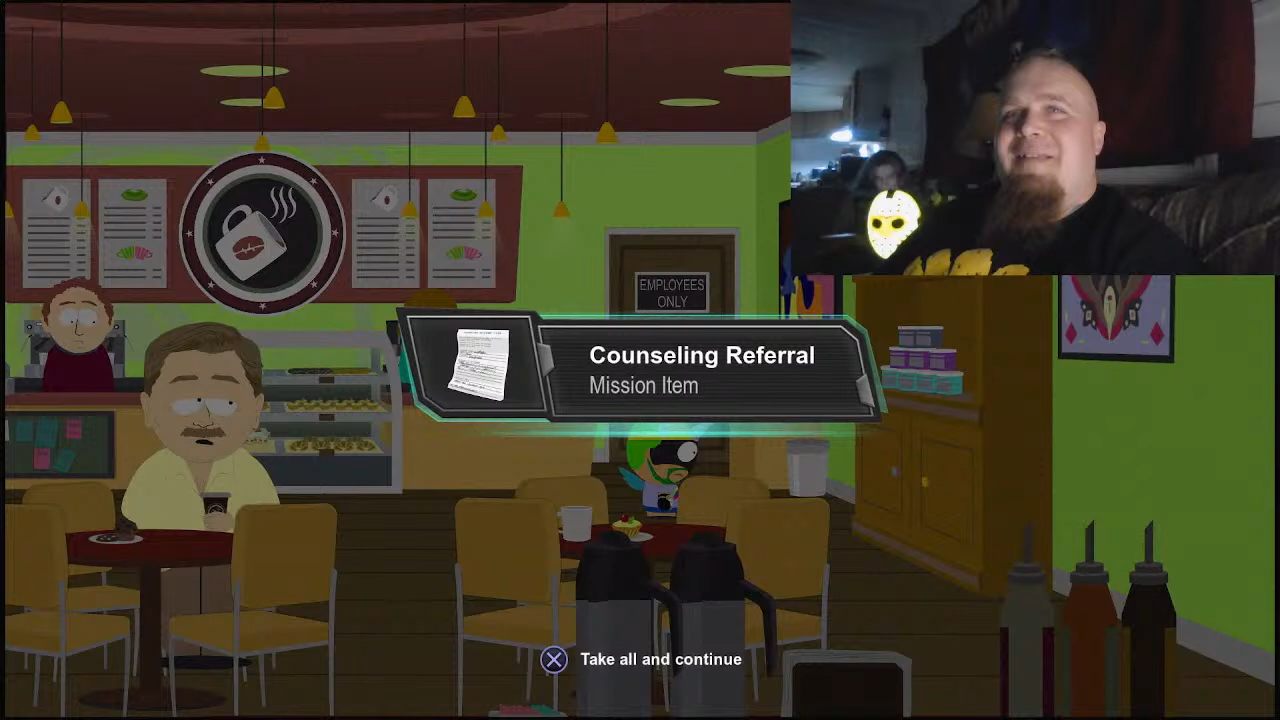 EMPLOYEES
ONLY
Counseling Referral
Mission Item
Take all and continue